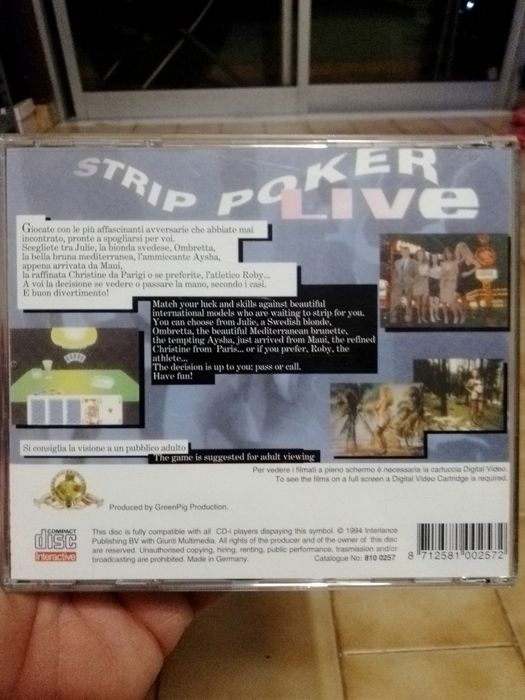 STRIP POKER
LIVe
Giocate con le più affascinanti avversarie che abbiate mai
incontrato, pronte a spogliarsi per voi.
Scegliete tra Julie, la bionda svedese, Ombretta,
la bella bruna mediterranea, l'ammiccante Aysha,
appena arrivata da Maui,
la raffinata Christine da Parigi o se preferite, l'atletico Roby...
A voi la decisione se vedere o passare la mano, secondo i casi.
E buon divertimento!
Match your luck and skills against beautiful
international models who are waiting to strip for you.
You can choose from Julie, a Swedish blonde,
Ombretta, the beautiful Mediterranean brunette,
the tempting Aysha, just arrived from Maui, the refined
Christine from Paris... or if you prefer, Roby, the
athlete...
The decision is up to you: pass or call.
Have fun!
Si consiglia la visione a un pubblico adulto
The game is suggested for adult viewing
Per vedere i filmati a pieno schermo è necessaria la cartuccia Digital Video.
To see the films on a full screen a Digital Video Cartridge is required.
Produced by GreenPig Production.
COMPACT
disc
Interactive
This disc is fully compatible with all CD-i players dispaying this symbol. © 1994 Interlance
Publishing BV with Giunti Multimedia. All rights of the producer and of the owner of this disc
are reserved. Unauthorised copying, hiring, renting, public performance, trasmission and/or
broadcasting are prohibited. Made in Germany. Catalogue No: 810 0257
8 712581 002572